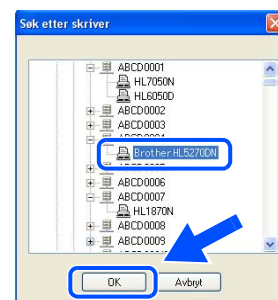 Søk etter skriver
ABCD0001
HL7050N
HL6050D
ABCD0002
ABCD0003
Brother HL5270DN
ABCD0006
ABCD0007
HL1870N
ABCD0008
ABCD0009
OK
Avbryt